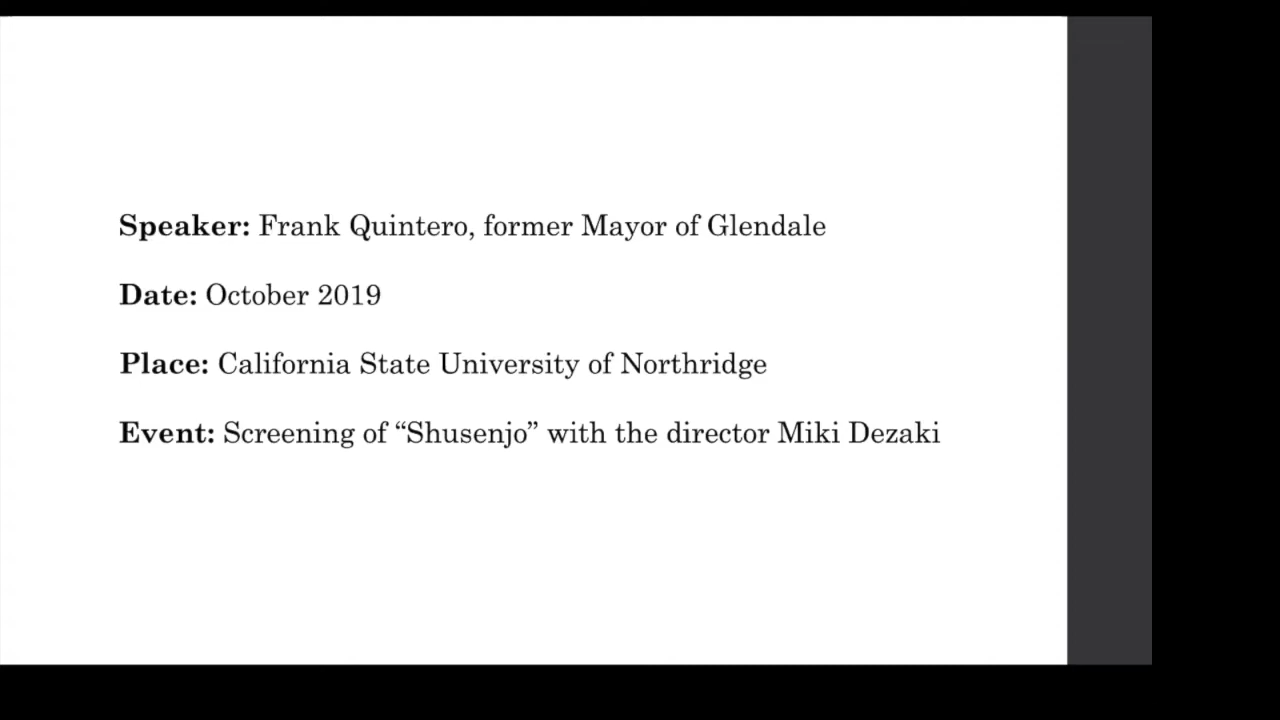 Speaker: Frank Quintero, former Mayor of Glendale
Date: October 2019
Place: California State University of Northridge
Event: Screening of “Shusenjo” with the director Miki Dezaki